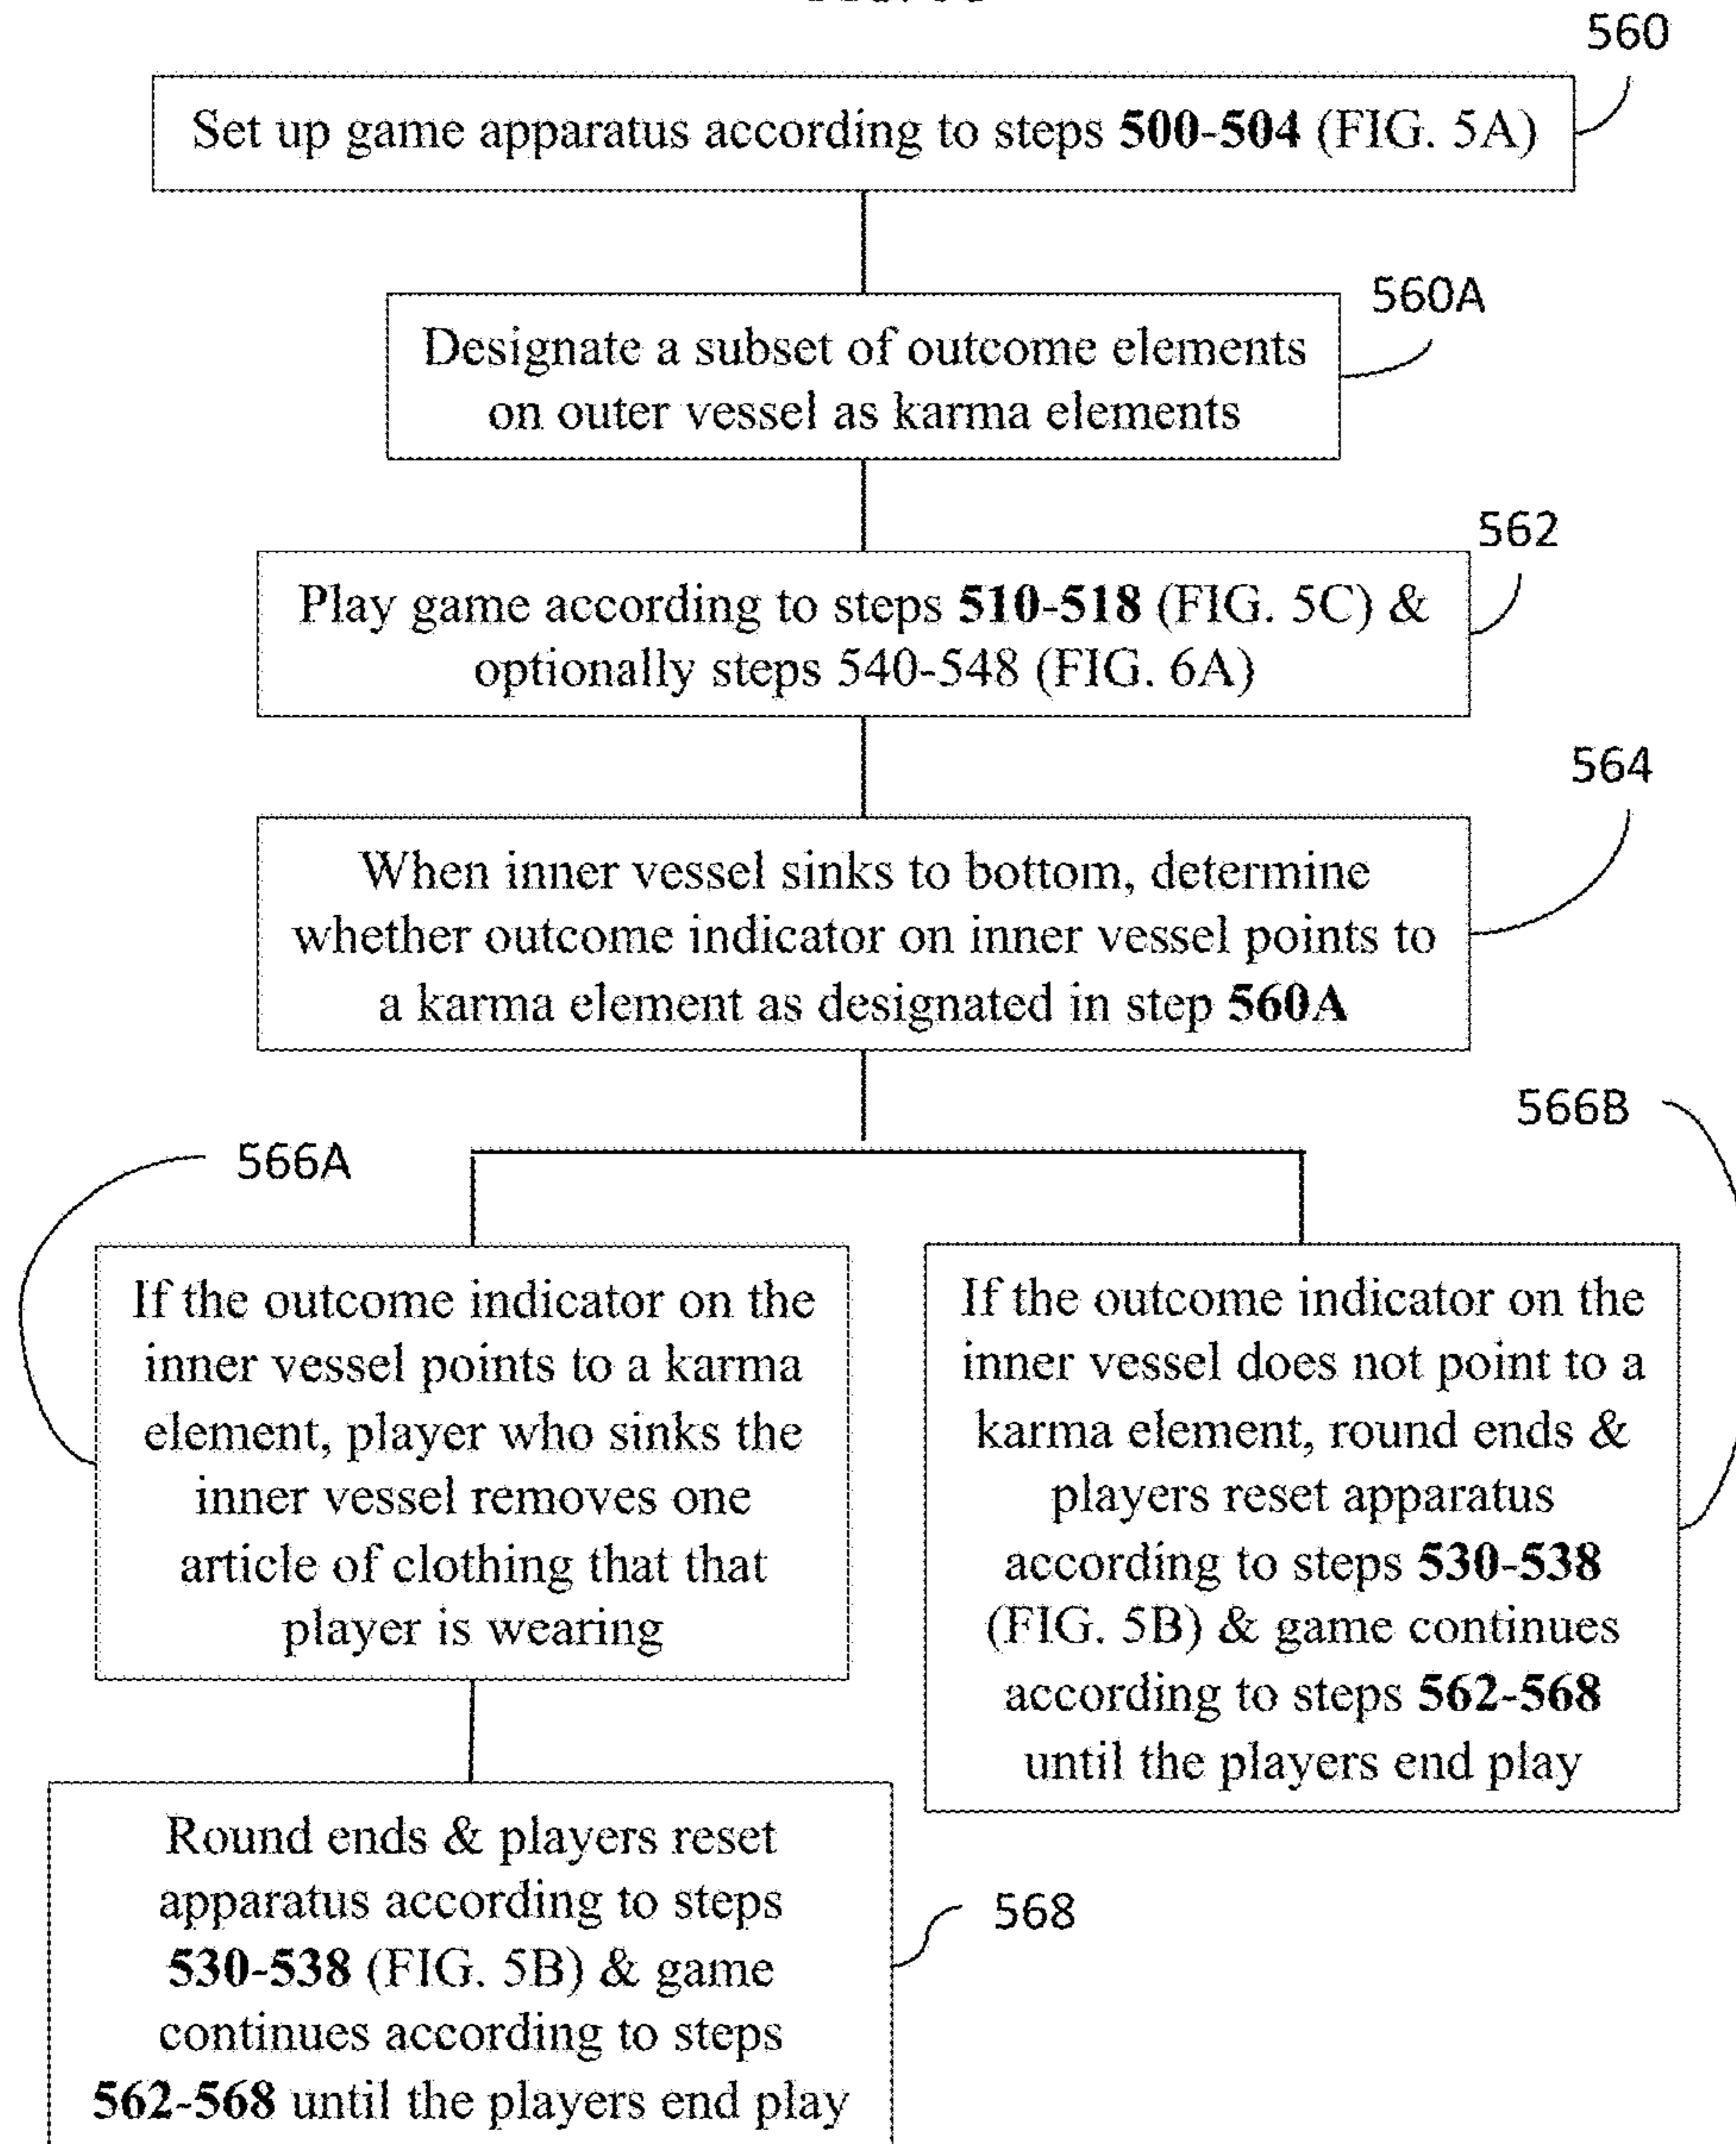 560
Set up game apparatus according to steps 500-504 (FIG. 5A)
560A
Designate a subset of outcome elements
on outer vessel as karma elements
562
Play game according to steps 510-518 (FIG. 5C) &
optionally steps 540-548 (FIG. 6A)
564
When inner vessel sinks to bottom, determine
whether outcome indicator on inner vessel points to
a karma element as designated in step 560A
566A
If the outcome indicator on the
inner vessel points to a karma
element, player who sinks the
inner vessel removes one
article of clothing that that
player is wearing
566B
If the outcome indicator on the
inner vessel does not point to a
karma element, round ends &
players reset apparatus
according to steps 530-538
(FIG. 5B) & game continues
according to steps 562-568
until the players end play
Round ends & players reset
apparatus according to steps
530-538 (FIG. 5B) & game
continues according to steps
562-568 until the players end play
568